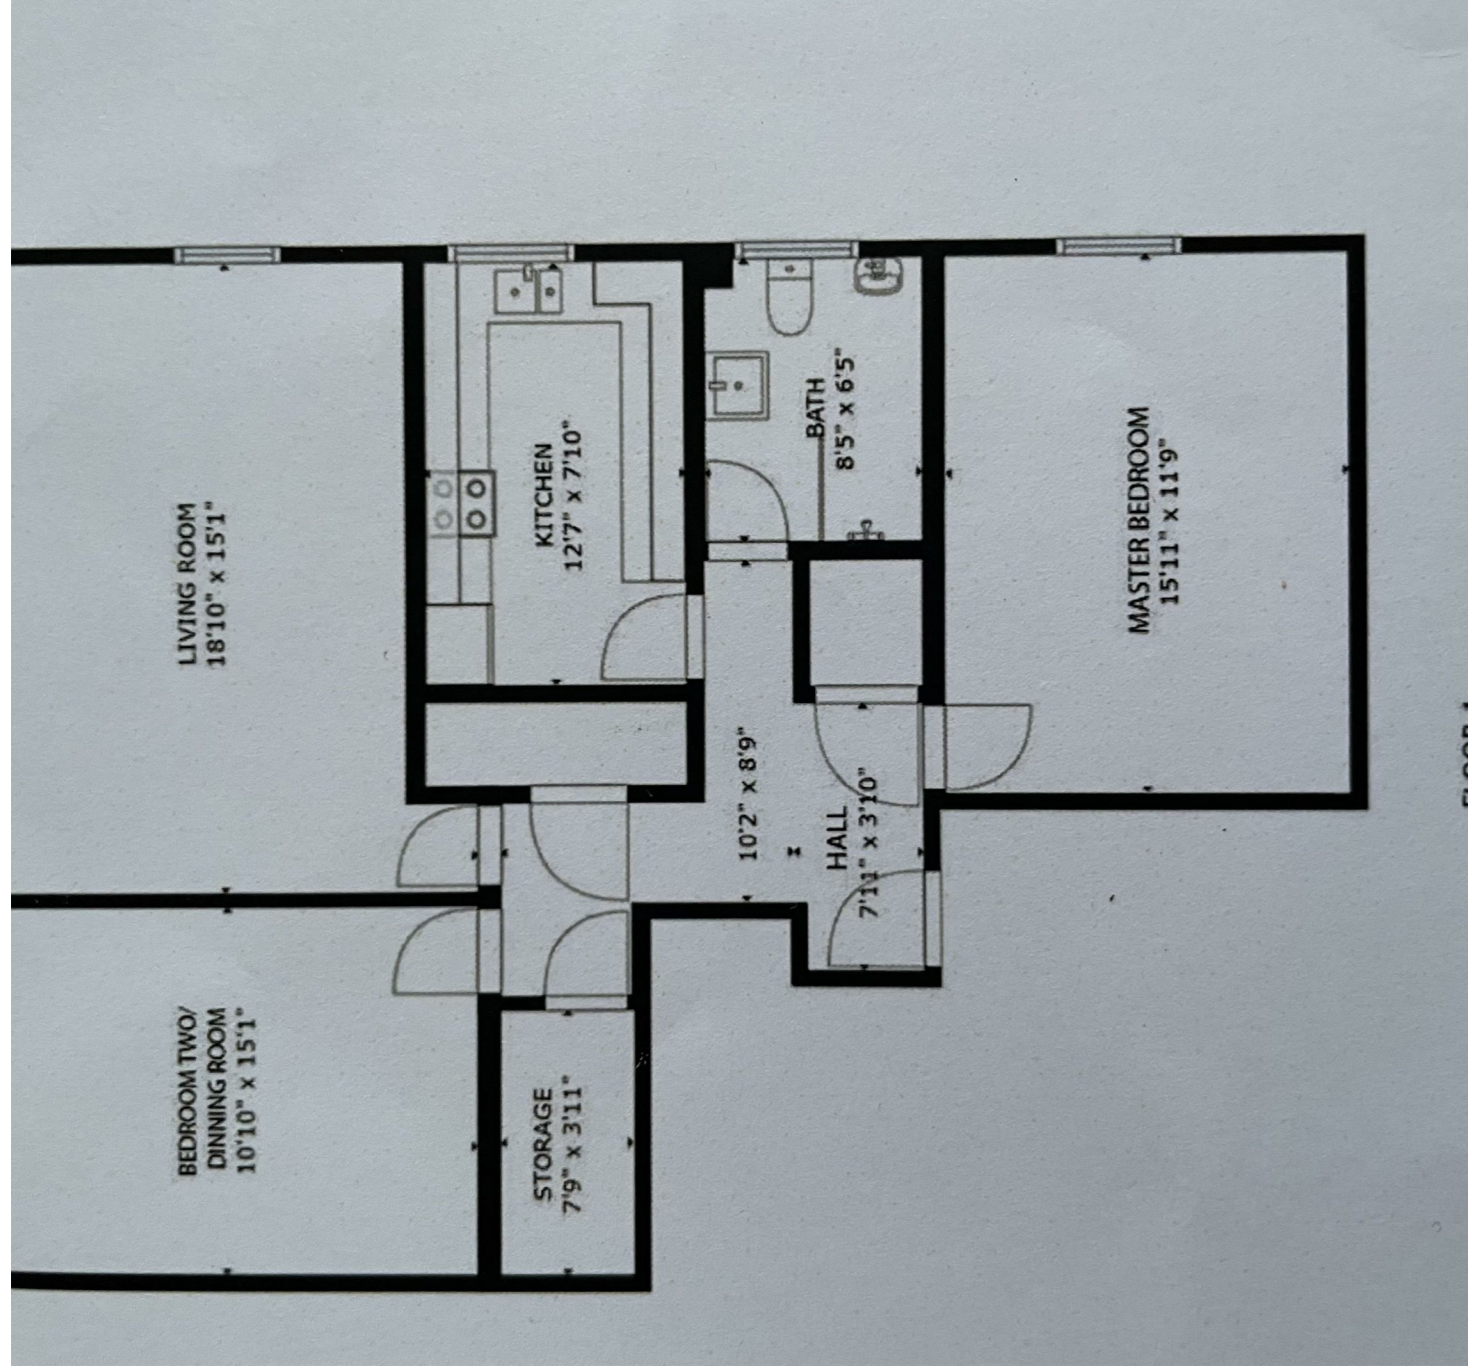 LIVING ROOM
18'10" x 15'1"
KITCHEN
12'7" x 7'10"
BATH
8'5" x 6'5"
MASTER BEDROOM
15'11" x 11'9"
10'2" x 8'9"
HALL
7'11" x 3'10"
BEDROOM TWO/
DINNING ROOM
10'10" x 15'1"
STORAGE
7'9" x 3'11"